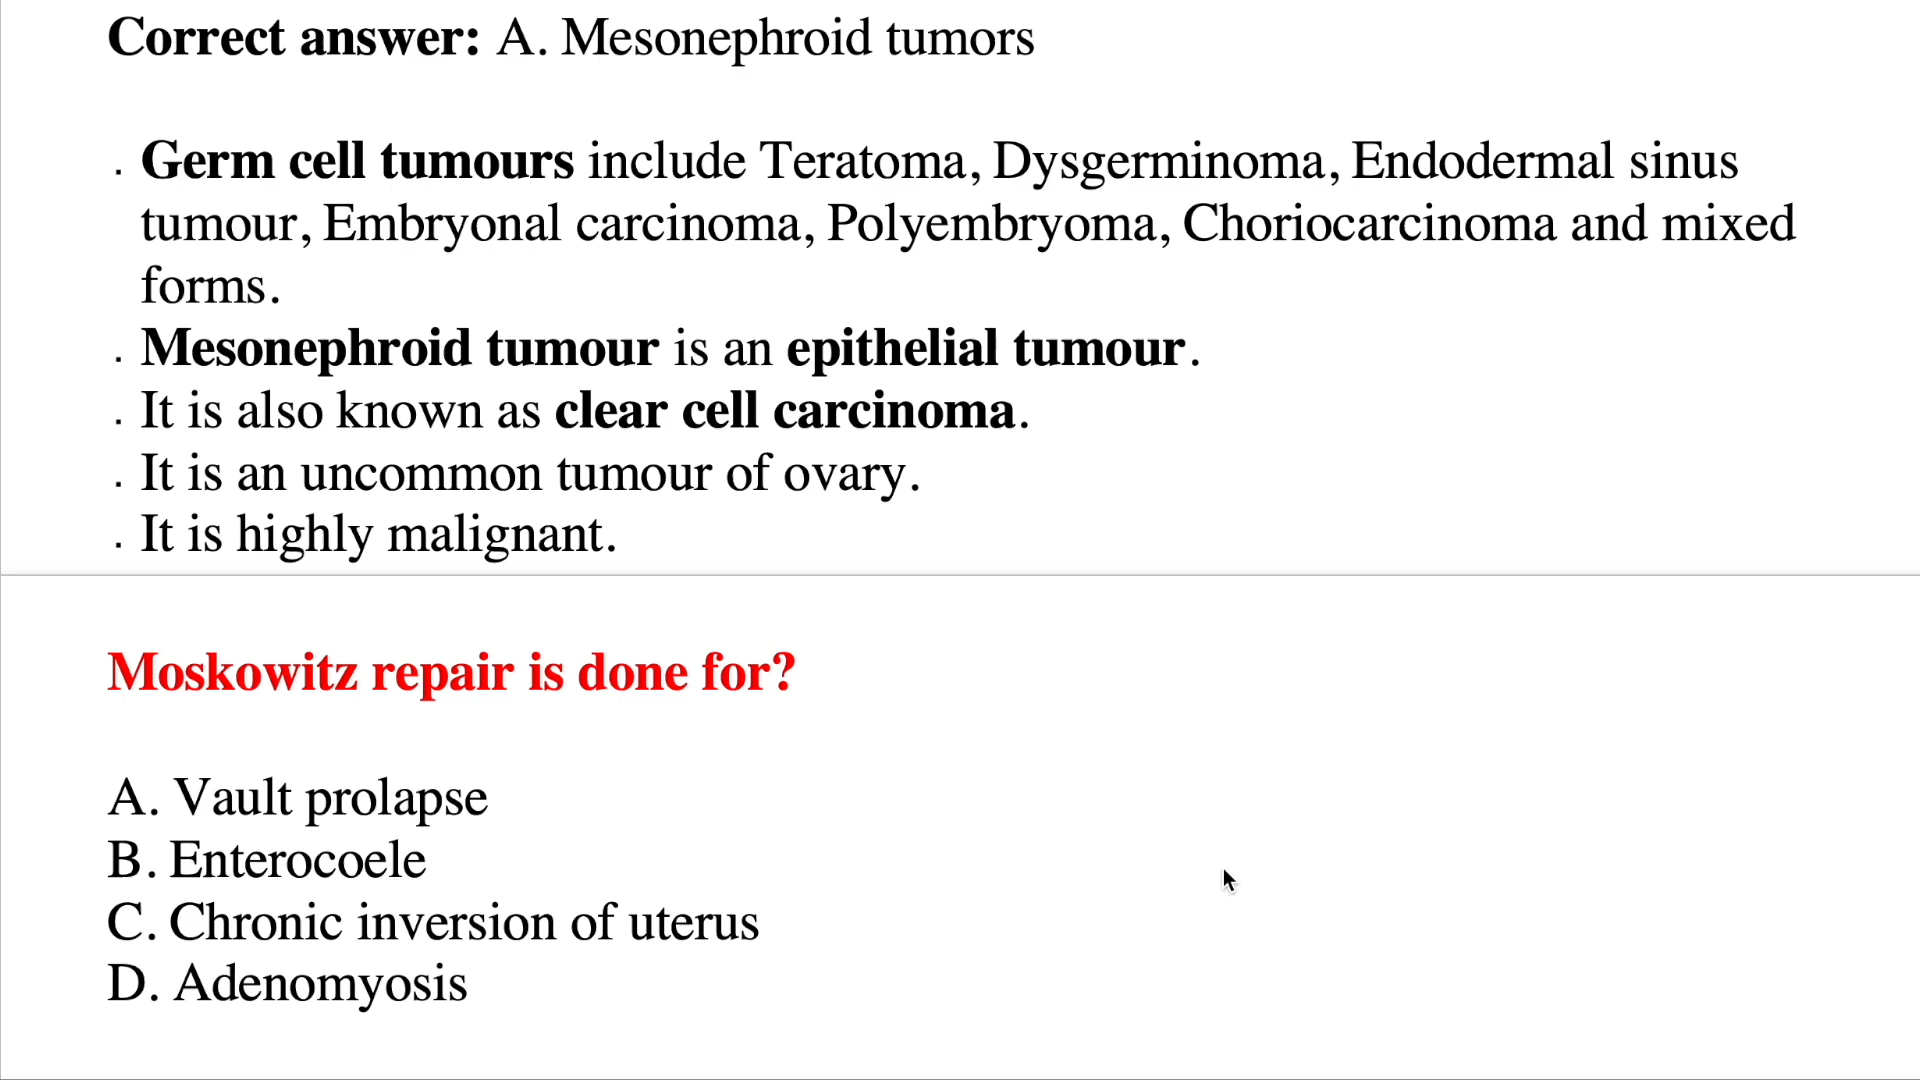 Correct answer: A. Mesonephroid tumors
. Germ cell tumours include Teratoma, Dysgerminoma, Endodermal sinus
tumour, Embryonal carcinoma, Polyembryoma, Choriocarcinoma and mixed
forms.
. Mesonephroid tumour is an epithelial tumour.
. It is also known as clear cell carcinoma.
. It is an uncommon tumour of ovary.
. It is highly malignant.
Moskowitz repair is done for?
A. Vault prolapse
B. Enterocoele
C. Chronic inversion of uterus
D. Adenomyosis